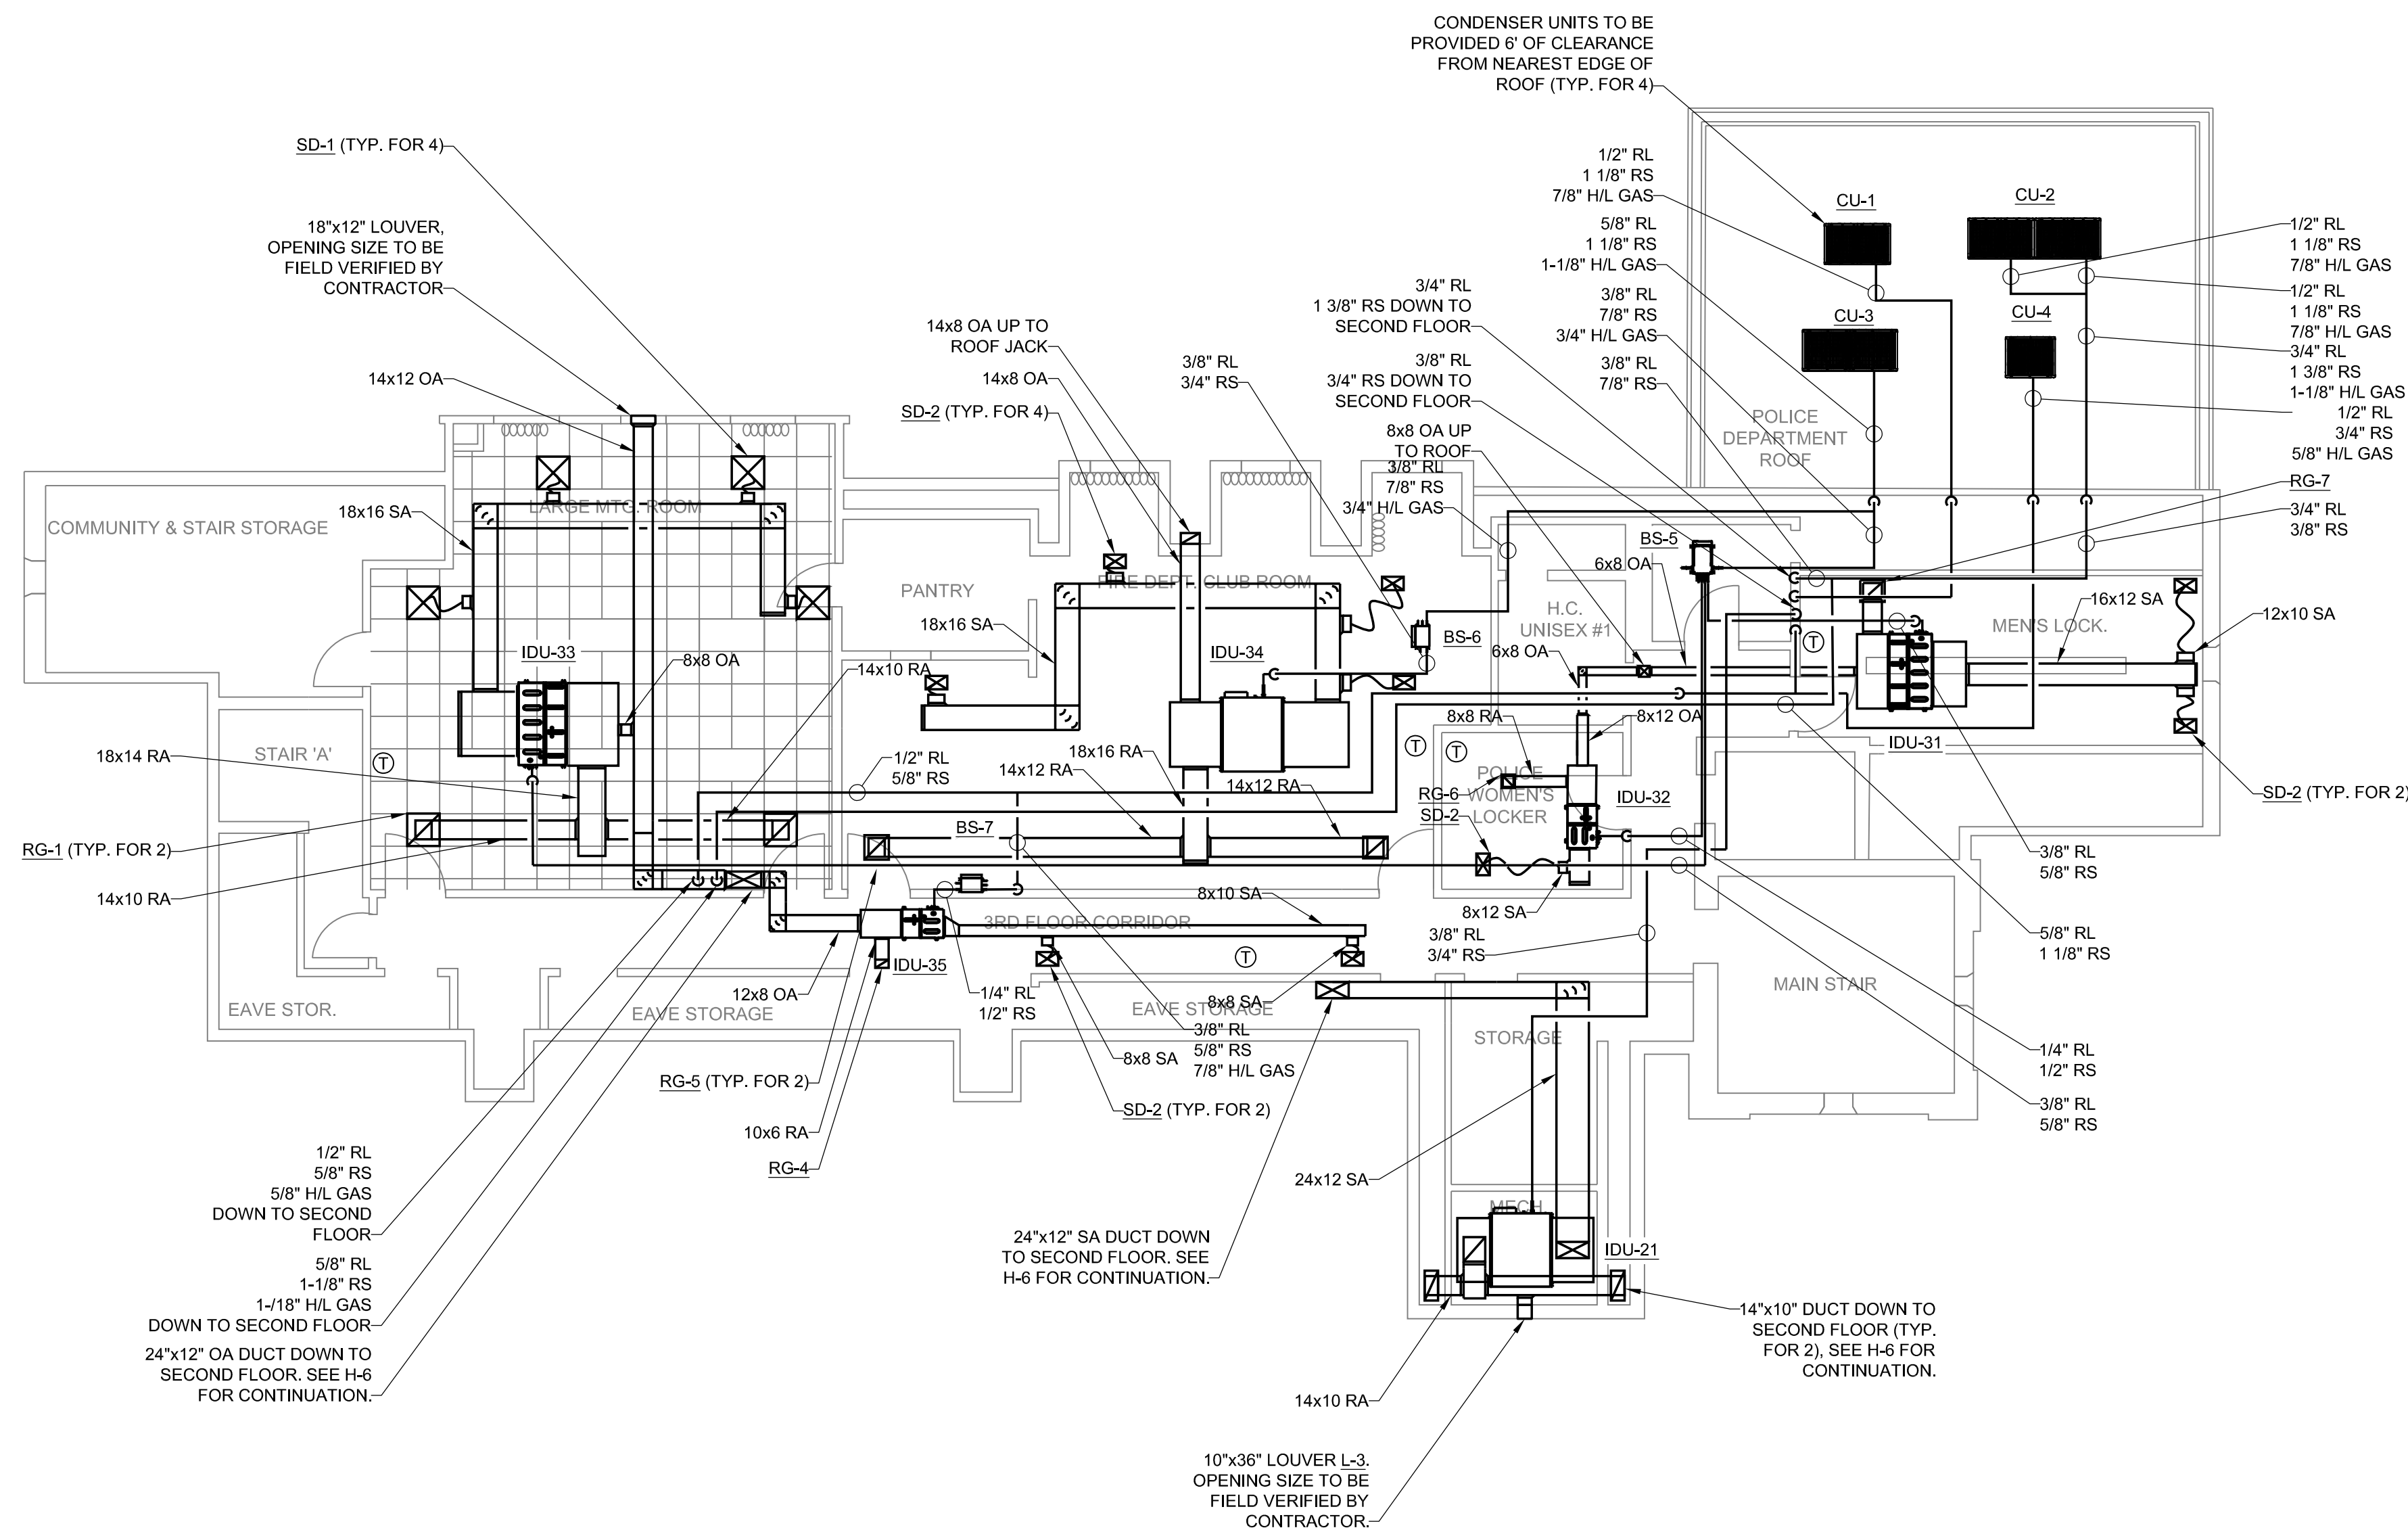 CONDENSER UNITS TO BE
PROVIDED 6' OF CLEARANCE
FROM NEAREST EDGE OF
ROOF (TYP. FOR 4)
SD-1 (TYP. FOR 4)
18"x12" LOUVER,
OPENING SIZE TO BE
FIELD VERIFIED BY
CONTRACTOR
14x12 OA
18x16 SA
COMMUNITY & STAIR STORAGE
LARGE MTG. ROOM
IDU-33
8x8 OA
14x10 RA
18x14 RA
STAIR 'A'
T
RG-1 (TYP. FOR 2)
14x10 RA
EAVE STOR.
EAVE STORAGE
14x8 OA UP TO
ROOF JACK
14x8 OA
SD-2 (TYP. FOR 4)
3/8" RL
3/4" RS
PANTRY
FIRE DEPT. CLUB ROOM
18x16 SA
IDU-34
BS-6
18x16 RA
14x12 RA
14x12 RA
1/2" RL
5/8" RS
BS-7
1/2" RL
1 1/8" RS
7/8" H/L GAS
5/8" RL
1 1/8" RS
1-1/8" H/L GAS
3/8" RL
7/8" RS
3/4" H/L GAS
3/8" RL
7/8" RS
3/4" RL
1 3/8" RS DOWN TO
SECOND FLOOR
3/8" RL
3/4" RS DOWN TO
SECOND FLOOR
8x8 OA UP
TO ROOF
3/8" RL
7/8" RS
3/4" H/L GAS
CU-1
CU-2
CU-3
CU-4
POLICE
DEPARTMENT
ROOF
1/2" RL
1 1/8" RS
7/8" H/L GAS
1/2" RL
1 1/8" RS
7/8" H/L GAS
3/4" RL
1 3/8" RS
1-1/8" H/L GAS
1/2" RL
3/4" RS
5/8" H/L GAS
RG-7
3/4" RL
3/8" RS
BS-5
6x8 OA
H.C.
UNISEX #1
6x8 OA
T
16x12 SA
MEN'S LOCK.
12x10 SA
8x8 RA
8x12 OA
IDU-31
T
T
POLICE
WOMEN'S
LOCKER
RG-6
SD-2
IDU-32
SD-2 (TYP. FOR 2)
8x12 SA
3/8" RL
3/4" RS
3/8" RL
5/8" RS
5/8" RL
1 1/8" RS
1/4" RL
1/2" RS
3/8" RL
5/8" RS
MAIN STAIR
8x10 SA
3RD FLOOR CORRIDOR
T
IDU-35
12x8 OA
1/4" RL
1/2" RS
8x8 SA
EAVE STORAGE
3/8" RL
5/8" RS
7/8" H/L GAS
8x8 SA
SD-2 (TYP. FOR 2)
RG-5 (TYP. FOR 2)
10x6 RA
RG-4
STORAGE
24x12 SA
MECH.
IDU-21
1/2" RL
5/8" RS
5/8" H/L GAS
DOWN TO SECOND
FLOOR
5/8" RL
1-1/8" RS
1-/18" H/L GAS
DOWN TO SECOND FLOOR
24"x12" OA DUCT DOWN TO
SECOND FLOOR. SEE H-6
FOR CONTINUATION.
24"x12" SA DUCT DOWN
TO SECOND FLOOR. SEE
H-6 FOR CONTINUATION.
14"x10" DUCT DOWN TO
SECOND FLOOR (TYP.
FOR 2), SEE H-6 FOR
CONTINUATION.
14x10 RA
10"x36" LOUVER L-3.
OPENING SIZE TO BE
FIELD VERIFIED BY
CONTRACTOR.